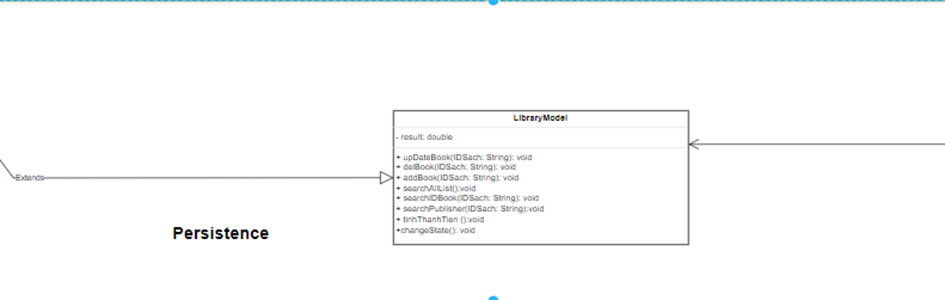 LibraryModel
- result: double
+ upDateBook(IDSach: String): void
+ delBook(IDSach: String): void
+ addBook(IDSach: String): void
+ searchAllList():void
+ searchIDBook(IDSach: String): void
+ searchPublisher(IDSach: String):void
+ tinhThanhTien ():void
+changeState(): void
Extends
Persistence